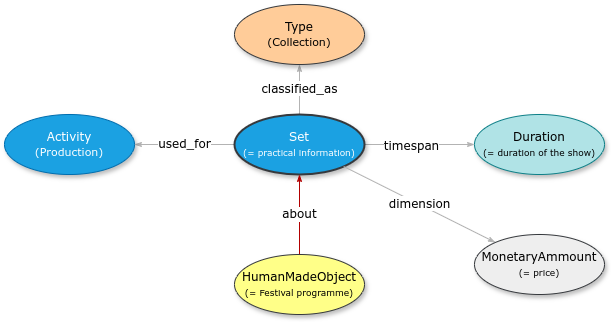 Type
(Collection)
classified_as
Activity
(Production)
used_for
Set
(= practical information)
timespan
Duration
(= duration of the show)
dimension
about
MonetaryAmmount
(= price)
HumanMadeObject
(= Festival programme)